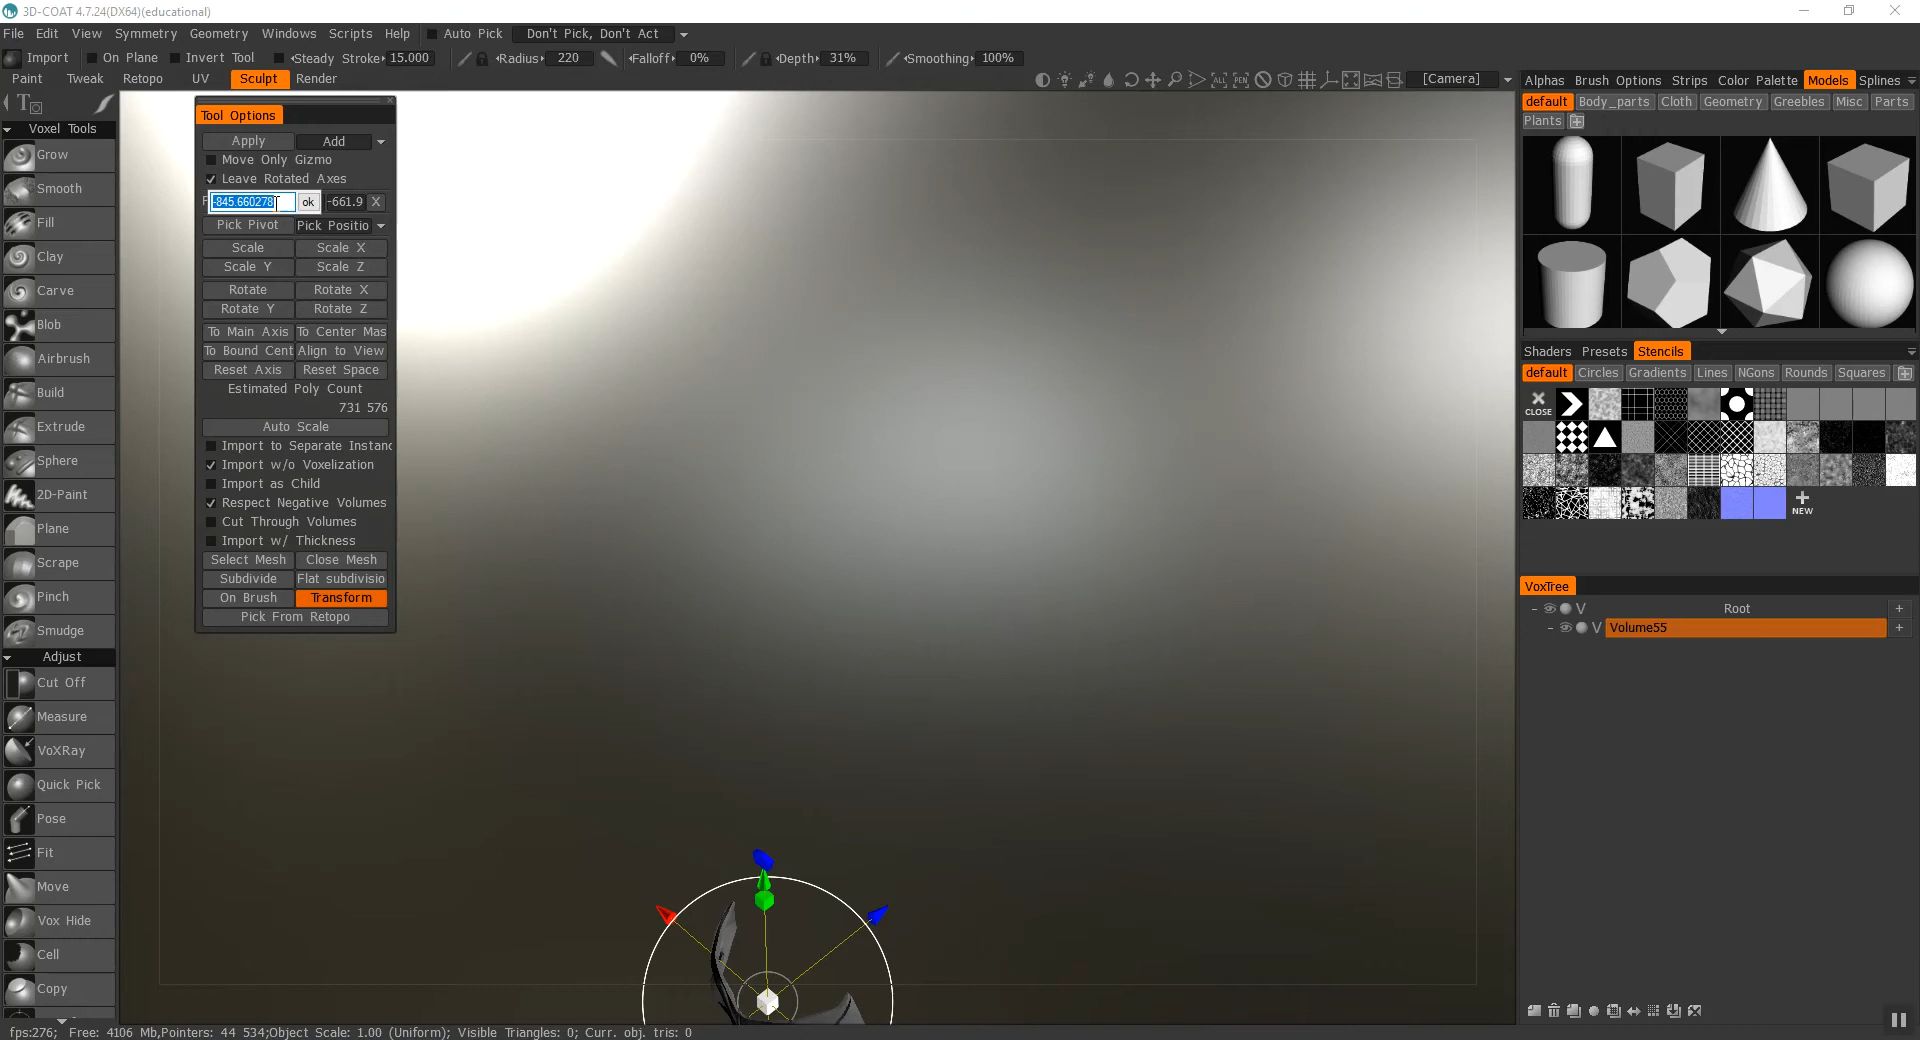 3D-COAT 4.7.24(DX64)(educational)
File Edit View Symmetry Geometry Windows Scripts Help Auto Pick Don't Pick, Don't Act
Import On Plane Invert Tool Steady Stroke 15.000 Radius 220 Falloff 0% Depth 31% Smoothing 100%
Paint Tweak Retopo UV Sculpt Render [Camera]
Alphas Brush Options Strips Color Palette Models Splines
default Body_parts Cloth Geometry Greebles Misc Parts
Plants
Voxel Tools
Grow
Smooth
Fill
Clay
Carve
Blob
Airbrush
Build
Extrude
Sphere
2D-Paint
Plane
Scrape
Pinch
Smudge
Adjust
Cut Off
Measure
VoXRay
Quick Pick
Pose
Fit
Move
Vox Hide
Cell
Copy
Tool Options
Apply Add
Move Only Gizmo
Leave Rotated Axes
-845.660278 ok -661.9 X
Pick Pivot Pick Positio
Scale Scale X
Scale Y Scale Z
Rotate Rotate X
Rotate Y Rotate Z
To Main Axis To Center Mas
To Bound Cent Align to View
Reset Axis Reset Space
Estimated Poly Count
731 576
Auto Scale
Import to Separate Instanc
Import w/o Voxelization
Import as Child
Respect Negative Volumes
Cut Through Volumes
Import w/ Thickness
Select Mesh Close Mesh
Subdivide Flat subdivisio
On Brush Transform
Pick From Retopo
Shaders Presets Stencils
default Circles Gradients Lines NGons Rounds Squares
CLOSE
NEW
VoxTree
V Root +
V Volume55 +
fps:276; Free: 4106 Mb,Pointers: 44 534;Object Scale: 1.00 (Uniform); Visible Triangles: 0; Curr. obj. tris: 0